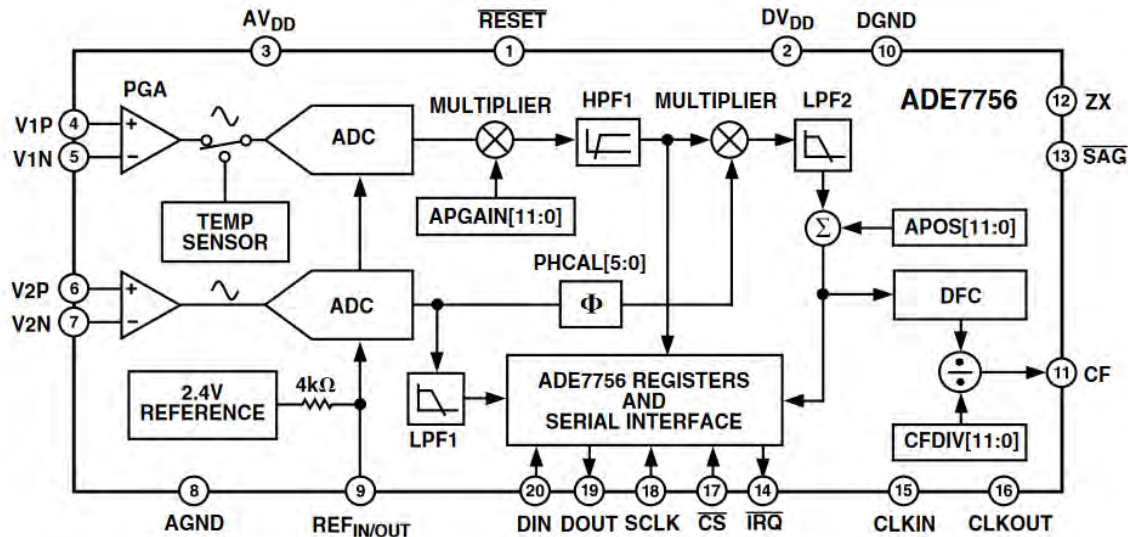 AVDD
RESET
DVDD
DGND
3
1
2
10
PGA
MULTIPLIER
HPF1
MULTIPLIER
LPF2
ADE7756
12
ZX
V1P
4
+
ADC
V1N
5
−
13
SAG
TEMP
SENSOR
APGAIN[11:0]
Σ
APOS[11:0]
PHCAL[5:0]
V2P
6
+
ADC
Φ
DFC
V2N
7
−
2.4V
REFERENCE
4kΩ
LPF1
ADE7756 REGISTERS
AND
SERIAL INTERFACE
÷
11
CF
CFDIV[11:0]
8
9
20
19
18
17
14
15
16
AGND
REFIN/OUT
DIN
DOUT
SCLK
CS
IRQ
CLKIN
CLKOUT